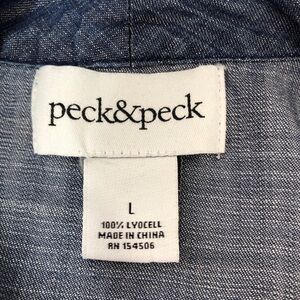 peck&peck
L
100% LYOCELL
MADE IN CHINA
RN 154506